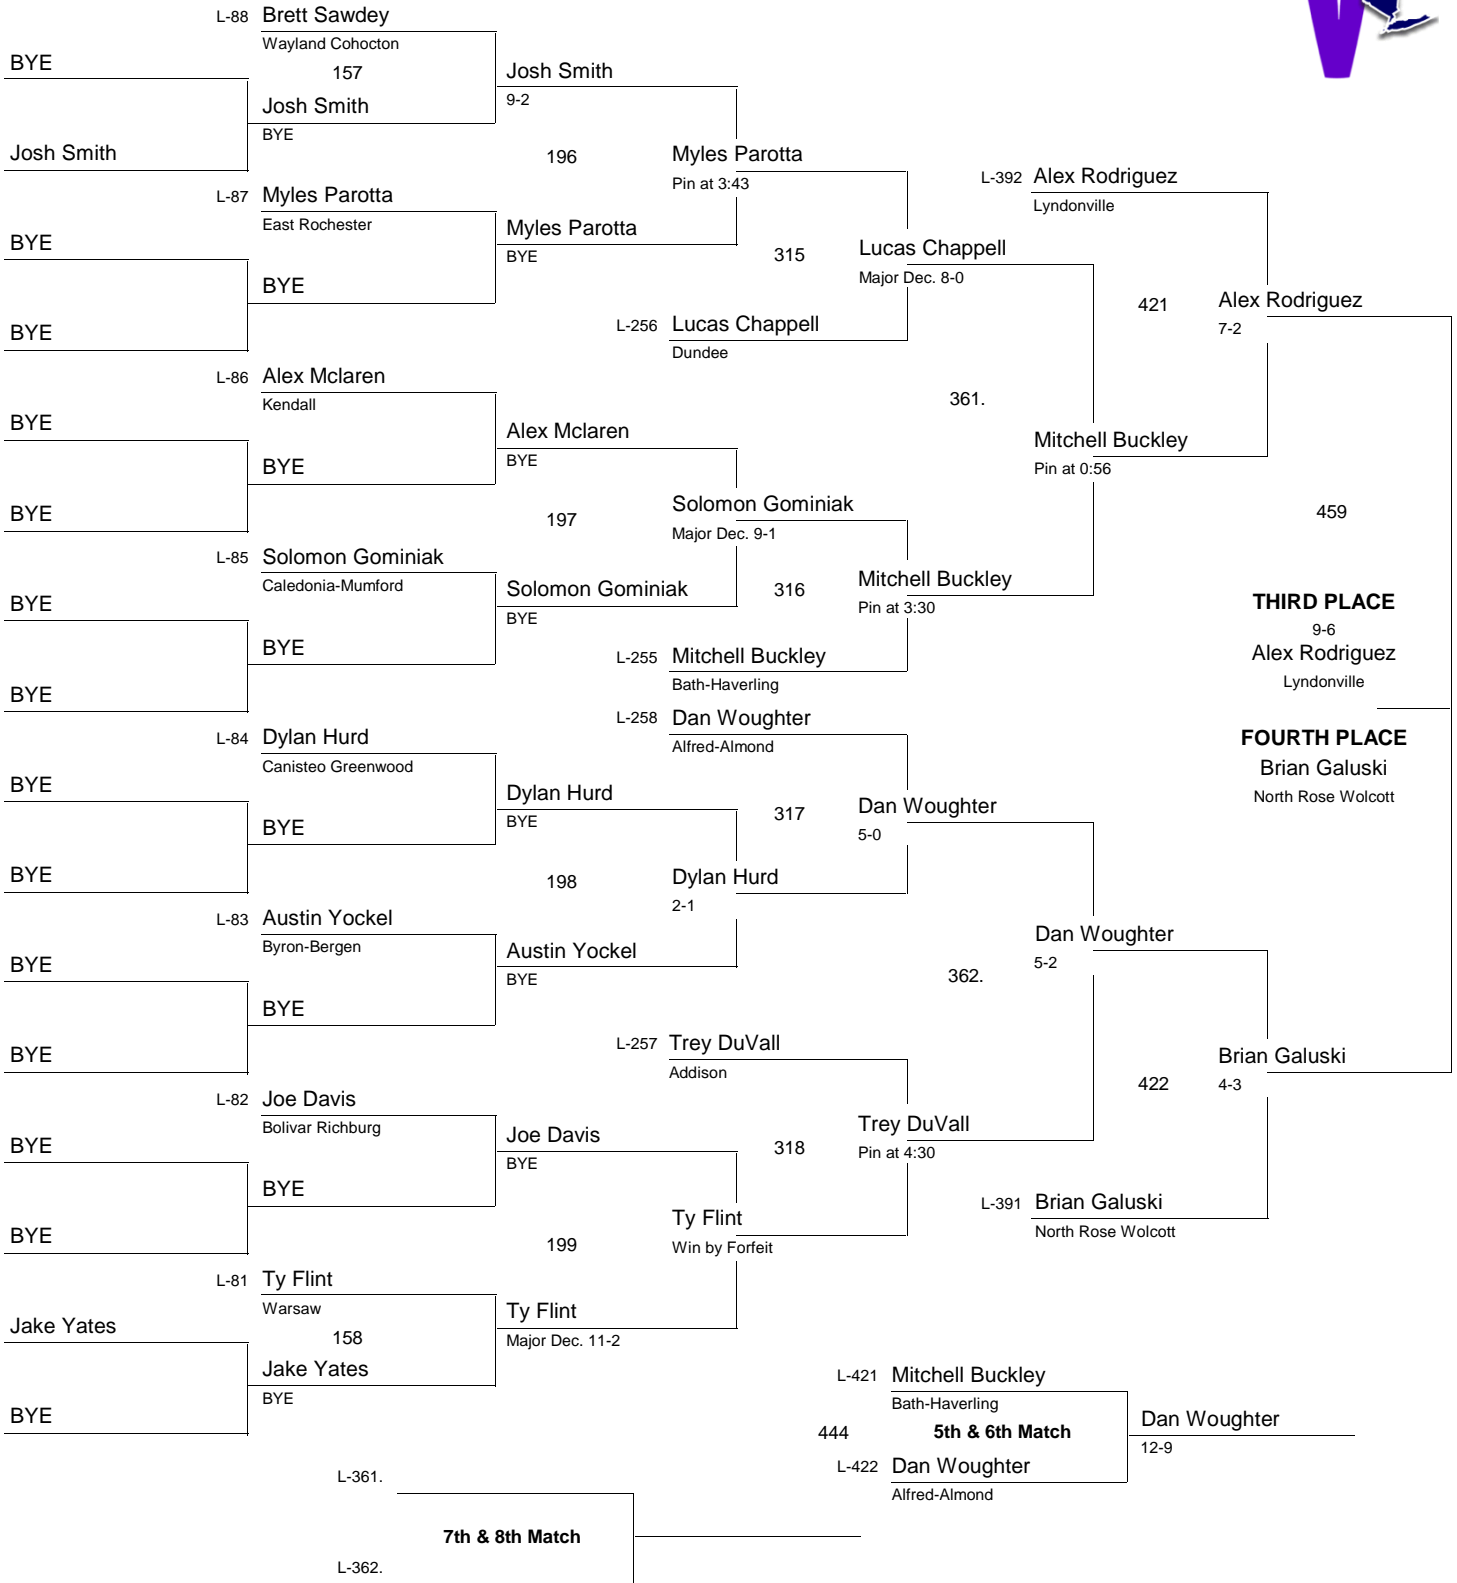 L-88 Brett Sawdey
Wayland Cohocton
BYE
157
Josh Smith
9-2
Josh Smith
BYE
Josh Smith
196
Myles Parotta
Pin at 3:43
L-392 Alex Rodriguez
Lyndonville
L-87 Myles Parotta
East Rochester
BYE
Myles Parotta
BYE
315
Lucas Chappell
Major Dec. 8-0
BYE
421
Alex Rodriguez
7-2
BYE
L-256 Lucas Chappell
Dundee
L-86 Alex Mclaren
Kendall
361.
BYE
Alex Mclaren
BYE
Mitchell Buckley
Pin at 0:56
BYE
BYE
197
Solomon Gominiak
Major Dec. 9-1
459
L-85 Solomon Gominiak
Caledonia-Mumford
BYE
Solomon Gominiak
BYE
316
Mitchell Buckley
Pin at 3:30
THIRD PLACE
9-6
Alex Rodriguez
Lyndonville
BYE
L-255 Mitchell Buckley
Bath-Haverling
BYE
L-258 Dan Woughter
Alfred-Almond
L-84 Dylan Hurd
Canisteo Greenwood
FOURTH PLACE
Brian Galuski
North Rose Wolcott
BYE
Dylan Hurd
BYE
317
Dan Woughter
5-0
BYE
BYE
198
Dylan Hurd
2-1
L-83 Austin Yockel
Byron-Bergen
Dan Woughter
5-2
BYE
Austin Yockel
BYE
362.
BYE
L-257 Trey DuVall
Addison
BYE
Brian Galuski
4-3
422
L-82 Joe Davis
Bolivar Richburg
BYE
Joe Davis
BYE
318
Trey DuVall
Pin at 4:30
BYE
L-391 Brian Galuski
North Rose Wolcott
BYE
199
Ty Flint
Win by Forfeit
L-81 Ty Flint
Warsaw
Jake Yates
158
Ty Flint
Major Dec. 11-2
Jake Yates
BYE
BYE
L-421 Mitchell Buckley
Bath-Haverling
444
5th & 6th Match
Dan Woughter
12-9
L-422 Dan Woughter
Alfred-Almond
L-361.
7th & 8th Match
L-362.